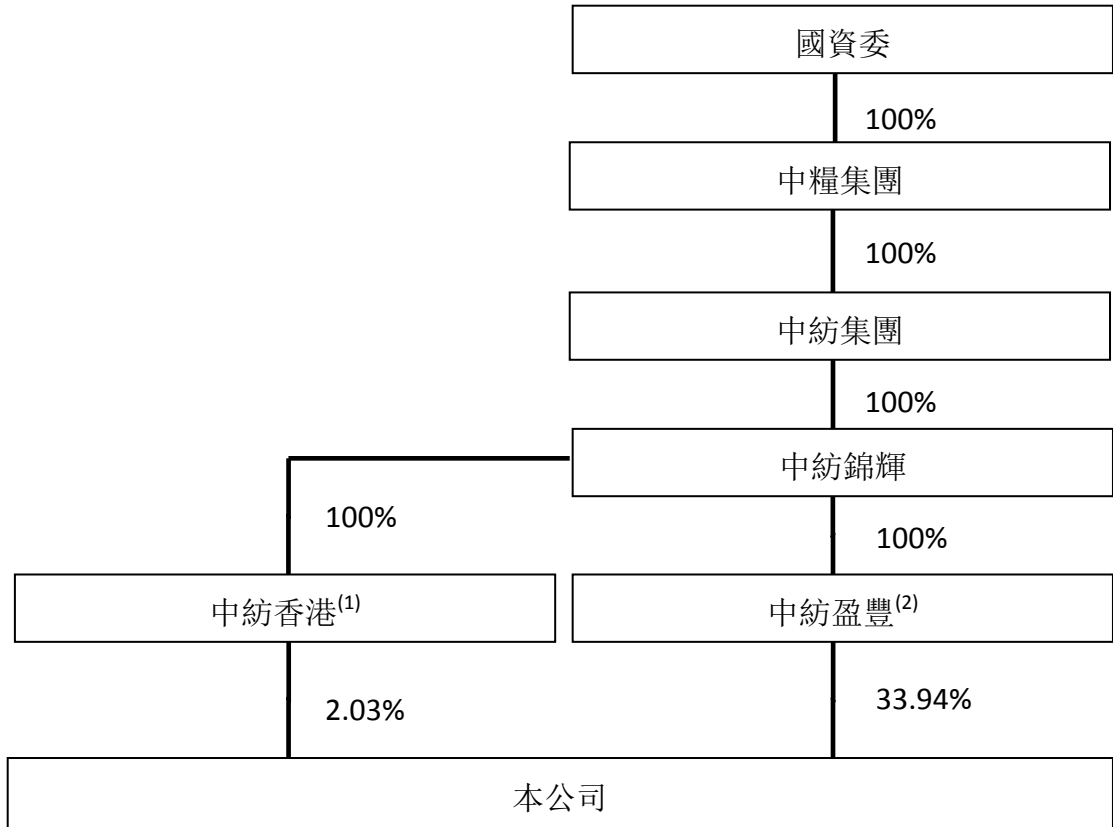 國資委
100%
中糧集團
100%
中紡集團
100%
中紡錦輝
100%
100%
中紡香港(1)
中紡盈豐(2)
2.03%
33.94%
本公司